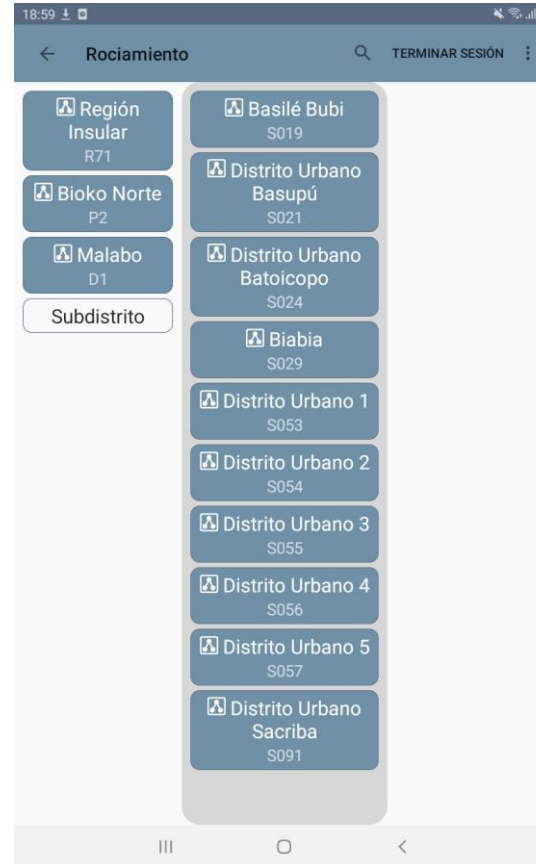 18:59
Rociamiento
TERMINAR SESIÓN
Región
Insular
R71
Bioko Norte
P2
Malabo
D1
Subdistrito
Basilé Bubi
S019
Distrito Urbano
Basupú
S021
Distrito Urbano
Batoicopo
S024
Biabia
S029
Distrito Urbano 1
S053
Distrito Urbano 2
S054
Distrito Urbano 3
S055
Distrito Urbano 4
S056
Distrito Urbano 5
S057
Distrito Urbano
Sacriba
S091